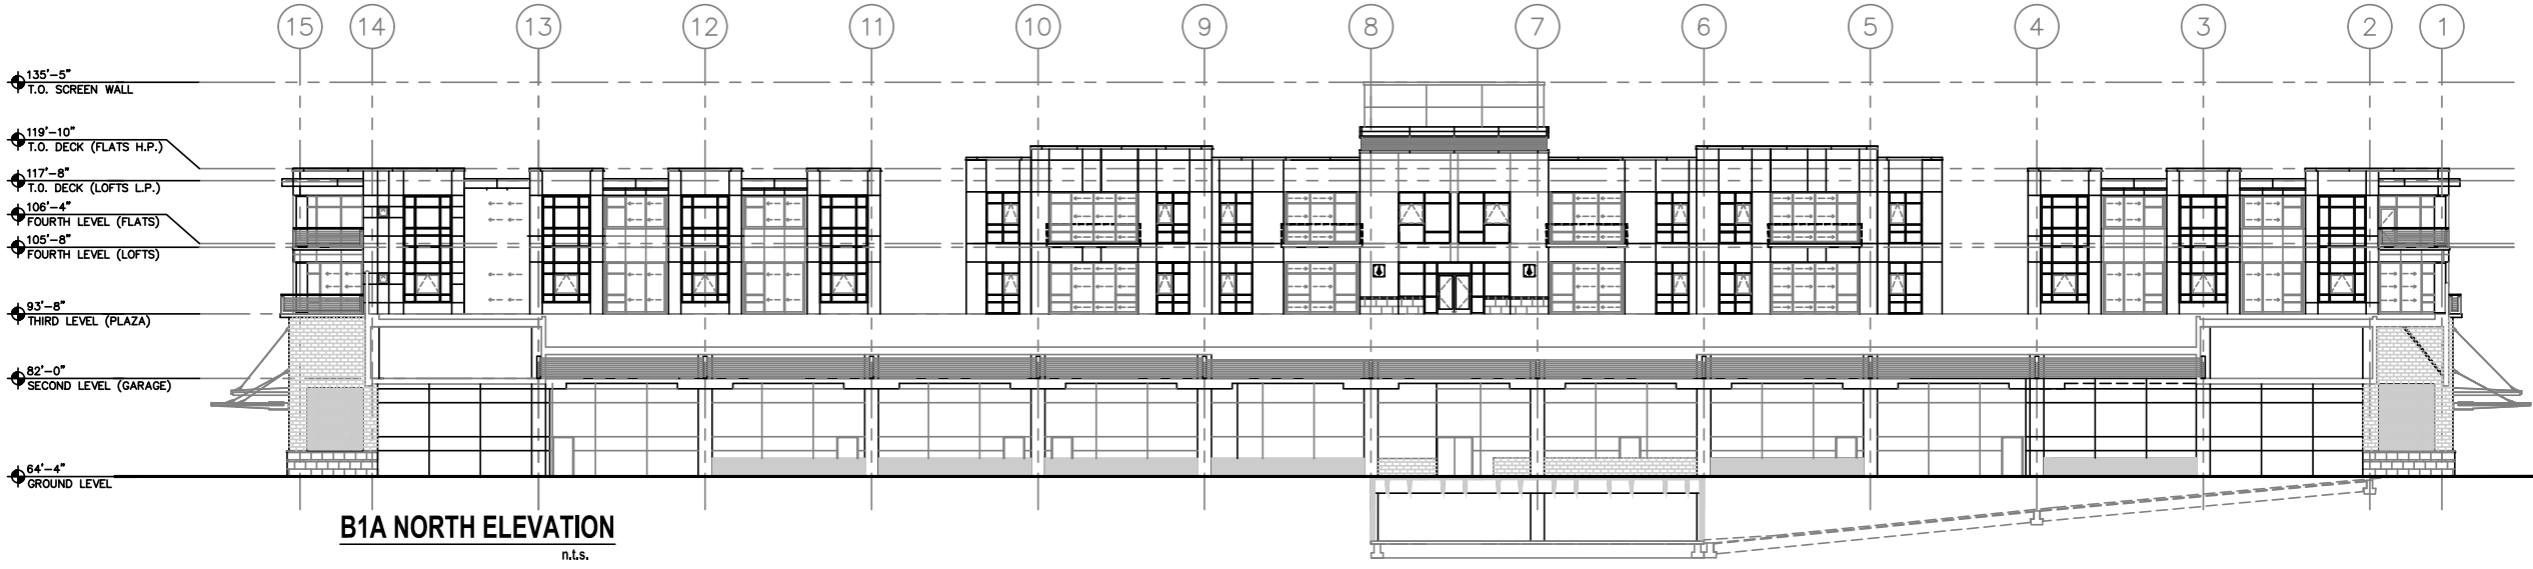 15 14 13 12 11 10 9 8 7 6 5 4 3 2 1
135'-5"
T.O. SCREEN WALL
119'-10"
T.O. DECK (FLATS H.P.)
117'-8"
T.O. DECK (LOFTS L.P.)
106'-4"
FOURTH LEVEL (FLATS)
105'-8"
FOURTH LEVEL (LOFTS)
93'-8"
THIRD LEVEL (PLAZA)
82'-0"
SECOND LEVEL (GARAGE)
64'-4"
GROUND LEVEL
B1A NORTH ELEVATION
n.t.s.